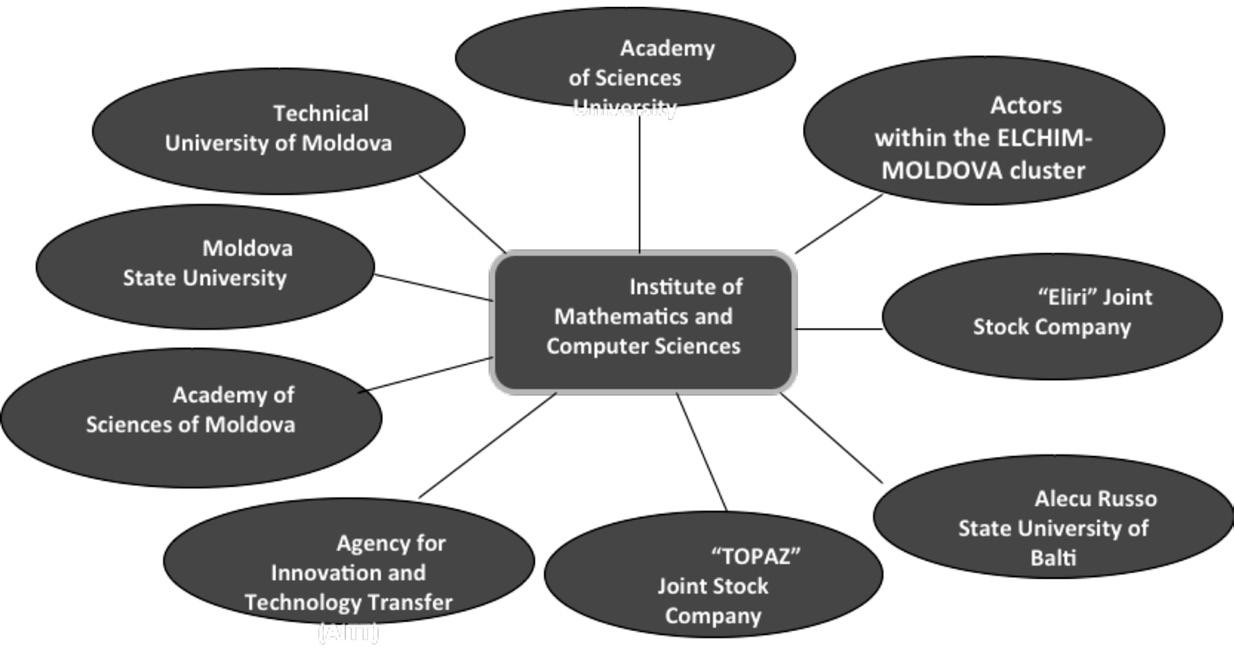 Academy
of Sciences
University
Technical
University of Moldova
Actors
within the ELCHIM-
MOLDOVA cluster
Moldova
State University
Institute of
Mathematics and
Computer Sciences
"Eliri" Joint
Stock Company
Academy of
Sciences of Moldova
Alecu Russo
State University of
Balti
Agency for
Innovation and
Technology Transfer
(AITT)
"TOPAZ"
Joint Stock
Company